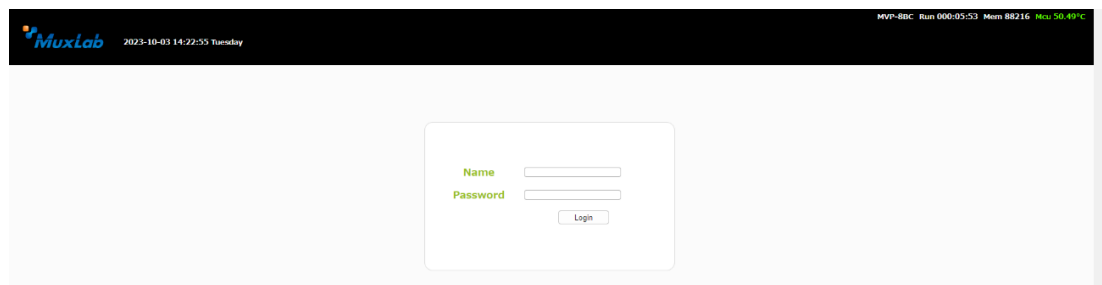 MVP-8BC Run 000:05:53 Mem 88216 Mcu 50.49°C
MuxLab 2023-10-03 14:22:55 Tuesday
Name
Password
Login